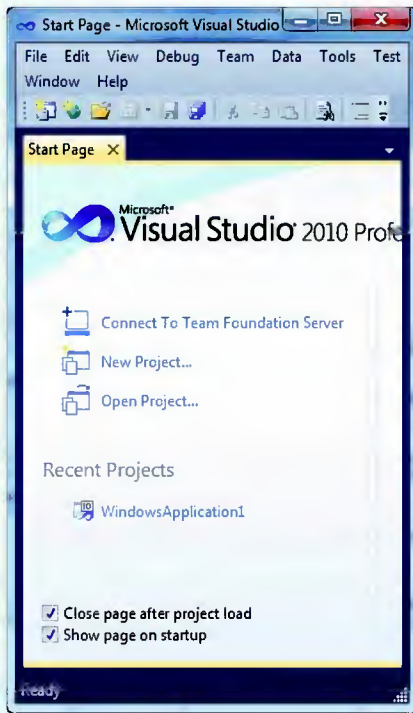 Start Page - Microsoft Visual Studio
File Edit View Debug Team Data Tools Test
Window Help
Start Page
Microsoft®
Visual Studio 2010 Profe
Connect To Team Foundation Server
New Project...
Open Project...
Recent Projects
WindowsApplication1
Close page after project load
Show page on startup
Ready